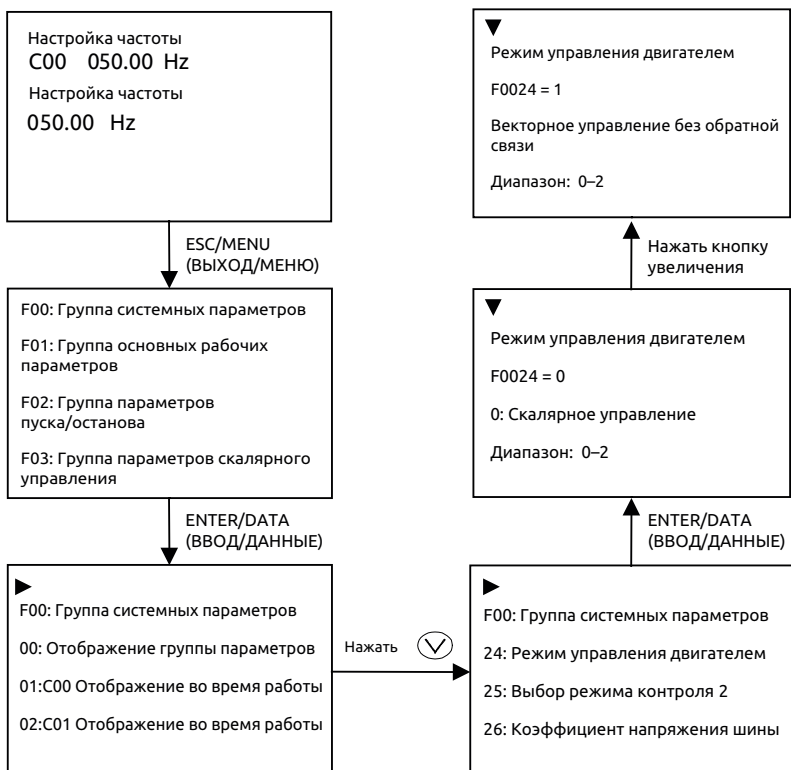 Настройка частоты
C00 050.00 Hz
Настройка частоты
050.00 Hz
ESC/MENU
(ВЫХОД/МЕНЮ)
F00: Группа системных параметров
F01: Группа основных рабочих
параметров
F02: Группа параметров
пуска/останова
F03: Группа параметров скалярного
управления
ENTER/DATA
(ВВОД/ДАННЫЕ)
F00: Группа системных параметров
00: Отображение группы параметров
01:C00 Отображение во время работы
02:C01 Отображение во время работы
Нажать
F00: Группа системных параметров
24: Режим управления двигателем
25: Выбор режима контроля 2
26: Коэффициент напряжения шины
ENTER/DATA
(ВВОД/ДАННЫЕ)
Режим управления двигателем
F0024 = 0
0: Скалярное управление
Диапазон: 0–2
Нажать кнопку
увеличения
Режим управления двигателем
F0024 = 1
Векторное управление без обратной
связи
Диапазон: 0–2